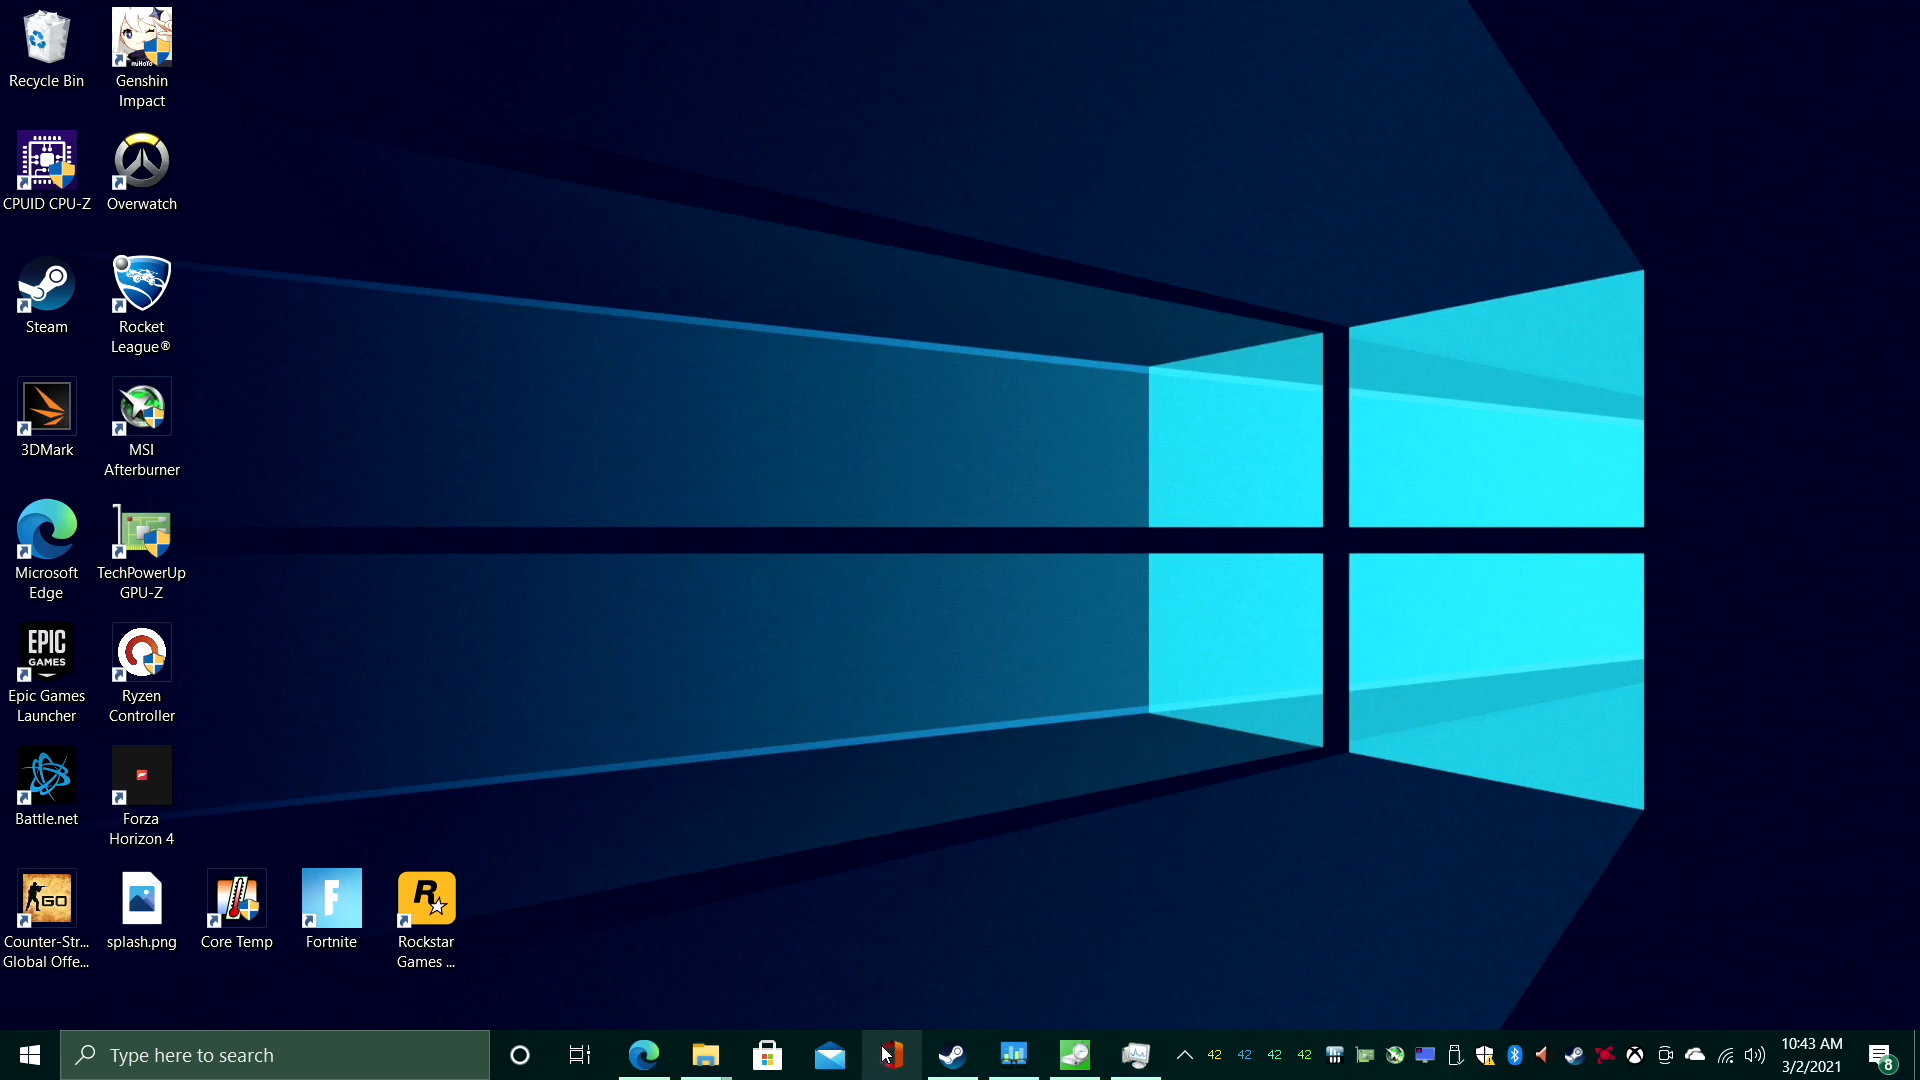 Recycle Bin
Genshin
Impact
CPUID CPU-Z
Overwatch
Steam
Rocket
League®
3DMark
MSI
Afterburner
Microsoft
Edge
TechPowerUp
GPU-Z
EPIC
GAMES
Epic Games
Launcher
Ryzen
Controller
Battle.net
Forza
Horizon 4
GO
Counter-Str...
Global Offe...
splash.png
Core Temp
F
Fortnite
R
Rockstar
Games ...
Type here to search
42
42
42
42
10:43 AM
3/2/2021
8